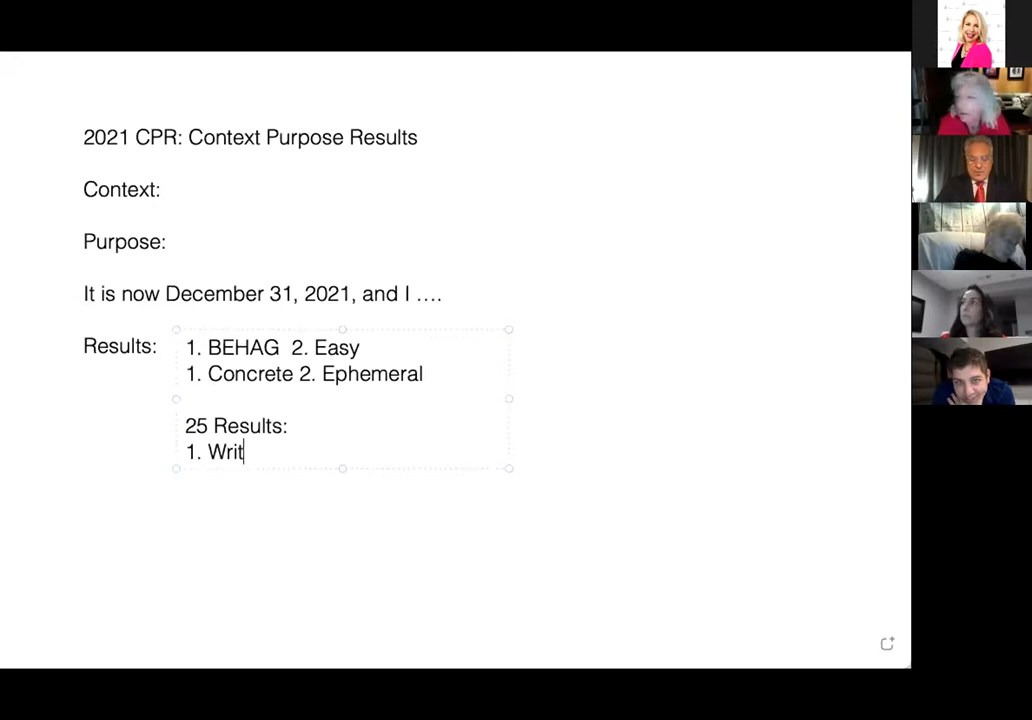 2021 CPR: Context Purpose Results
Context:
Purpose:
It is now December 31, 2021, and I ....
Results:
1. BEHAG  2. Easy
1. Concrete 2. Ephemeral
25 Results:
1. Writ